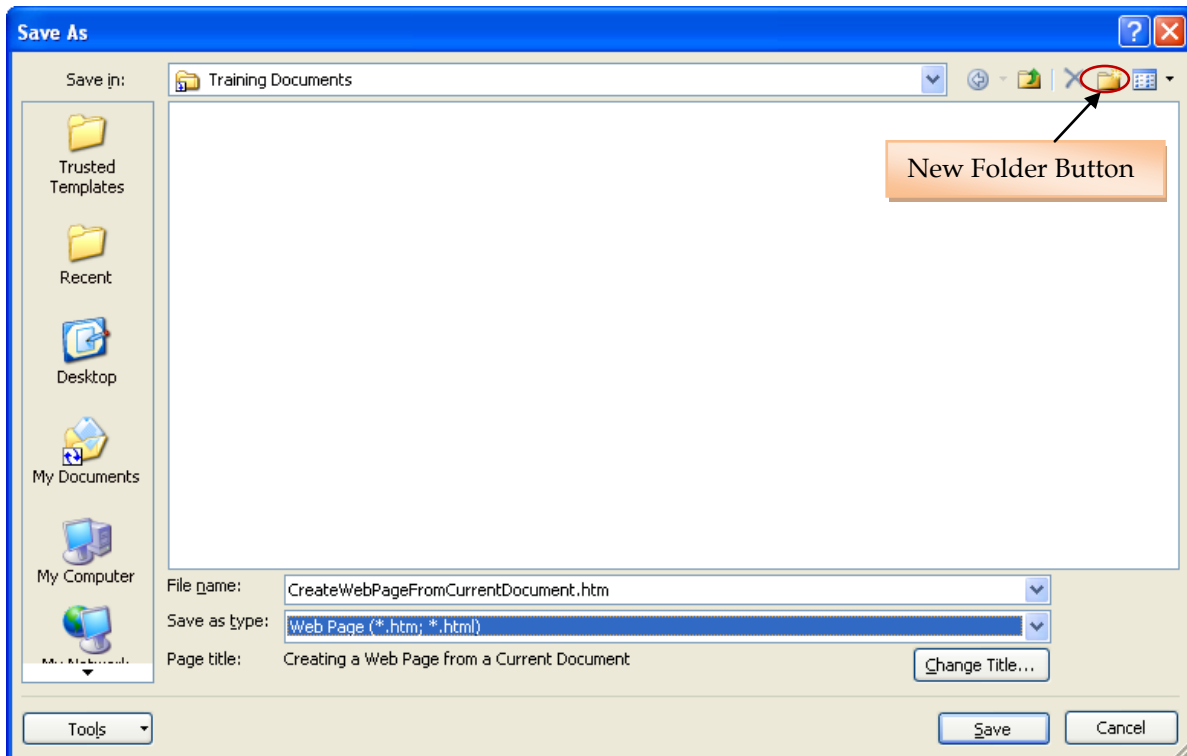 Save As
Save in:
Training Documents
New Folder Button
Trusted
Templates
Recent
Desktop
My Documents
My Computer
My Network
File name:
CreateWebPageFromCurrentDocument.htm
Save as type:
Web Page (*.htm; *.html)
Page title:
Creating a Web Page from a Current Document
Change Title...
Tools
Save
Cancel